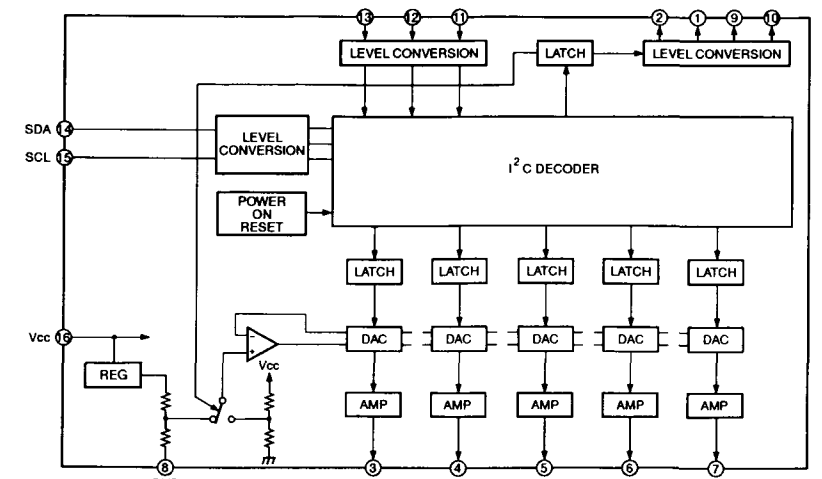 13 12 11 2 1 9 10
LEVEL CONVERSION LATCH LEVEL CONVERSION
SDA 14
LEVEL
CONVERSION
SCL 15
I²C DECODER
POWER
ON
RESET
LATCH LATCH LATCH LATCH LATCH
Vcc 16
- 
+
DAC DAC DAC DAC DAC
REG
Vcc
AMP AMP AMP AMP AMP
8 3 4 5 6 7